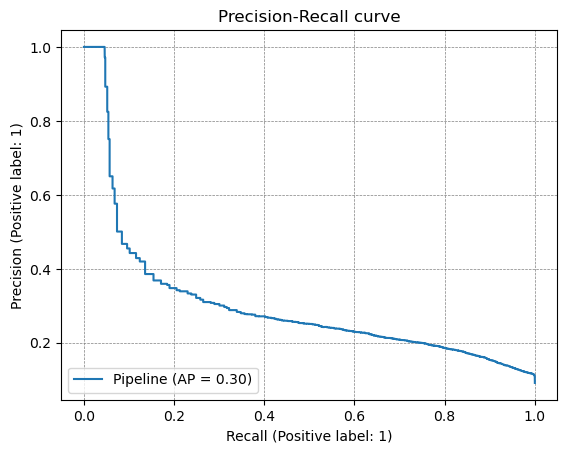 Precision-Recall curve
Precision (Positive label: 1)
1.0
0.8
0.6
0.4
0.2
Pipeline (AP = 0.30)
0.0
0.2
0.4
0.6
0.8
1.0
Recall (Positive label: 1)